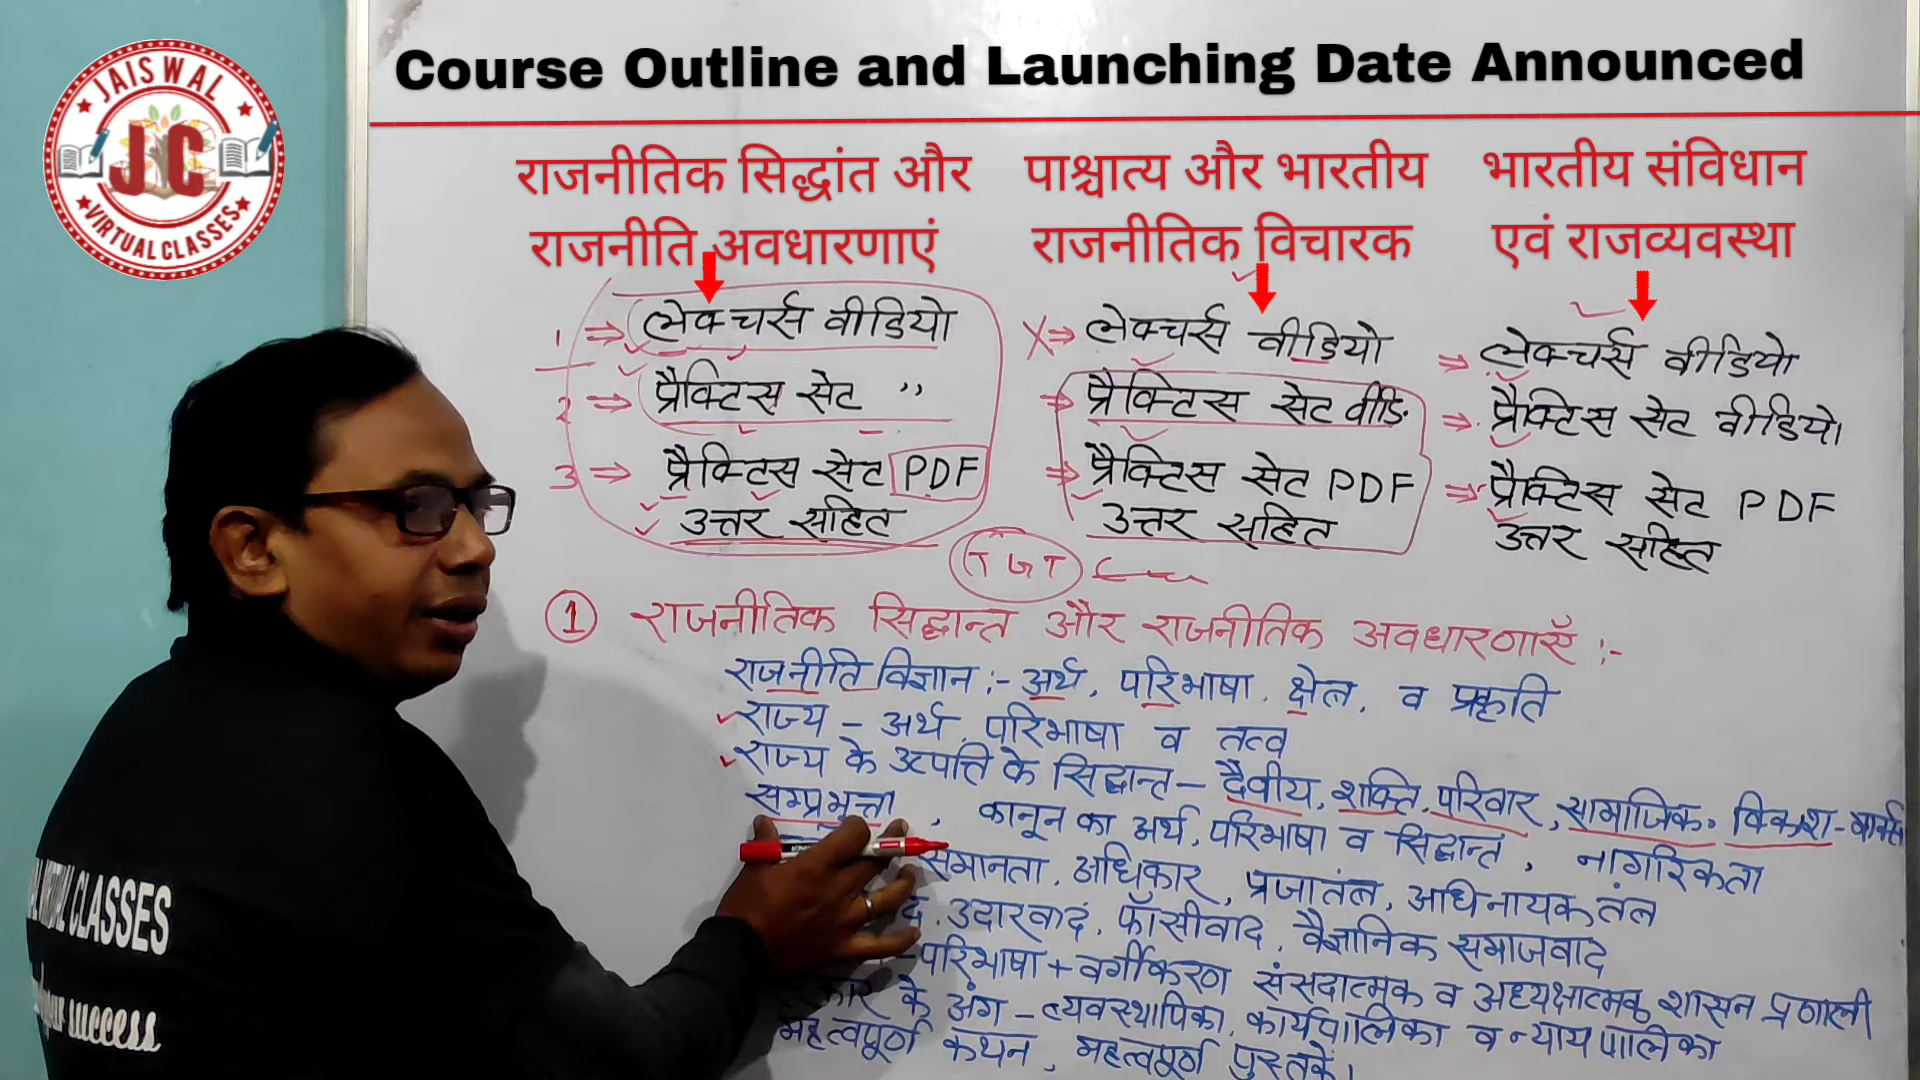 JAISWAL
JC
VIRTUAL CLASSES
Course Outline and Launching Date Announced
राजनीतिक सिद्धांत और
राजनीति अवधारणाएं
पाश्चात्य और भारतीय
राजनीतिक विचारक
भारतीय संविधान
एवं राजव्यवस्था
1 ⇒ लेक्चर्स वीडियो
2 ⇒ प्रैक्टिस सेट ,,
3 ⇒ प्रैक्टिस सेट PDF
उत्तर सहित
⇒ लेक्चर्स वीडियो
⇒ प्रैक्टिस सेट वीडि
⇒ प्रैक्टिस सेट PDF
उत्तर सहित
⇒ लेक्चर्स वीडियो
⇒ प्रैक्टिस सेट वीडियो
⇒ प्रैक्टिस सेट PDF
उत्तर सहित
TGT
① राजनीतिक सिद्धान्त और राजनीतिक अवधारणाएँ :-
राजनीति विज्ञान :- अर्थ, परिभाषा, क्षेत्र, व प्रकृति
राज्य - अर्थ, परिभाषा व तत्व
राज्य के उत्पत्ति के सिद्धान्त - दैवीय, शक्ति, परिवार, सामाजिक, विकाश -
सम्प्रभुत्ता, कानून का अर्थ, परिभाषा व सिद्धान्त, नागरिकता
समानता, अधिकार, प्रजातंत्र, अधिनायक तंत्र
उदारवाद, फाँसीवाद, वैज्ञानिक समाजवाद
- परिभाषा + वर्गीकरण संसदात्मक व अध्यक्षात्मक शासन प्रणाली
के अंग - व्यवस्थापिका, कार्यपालिका व न्यायपालिका
महत्वपूर्ण कथन, महत्वपूर्ण पुस्तकें।
VIRTUAL CLASSES
success